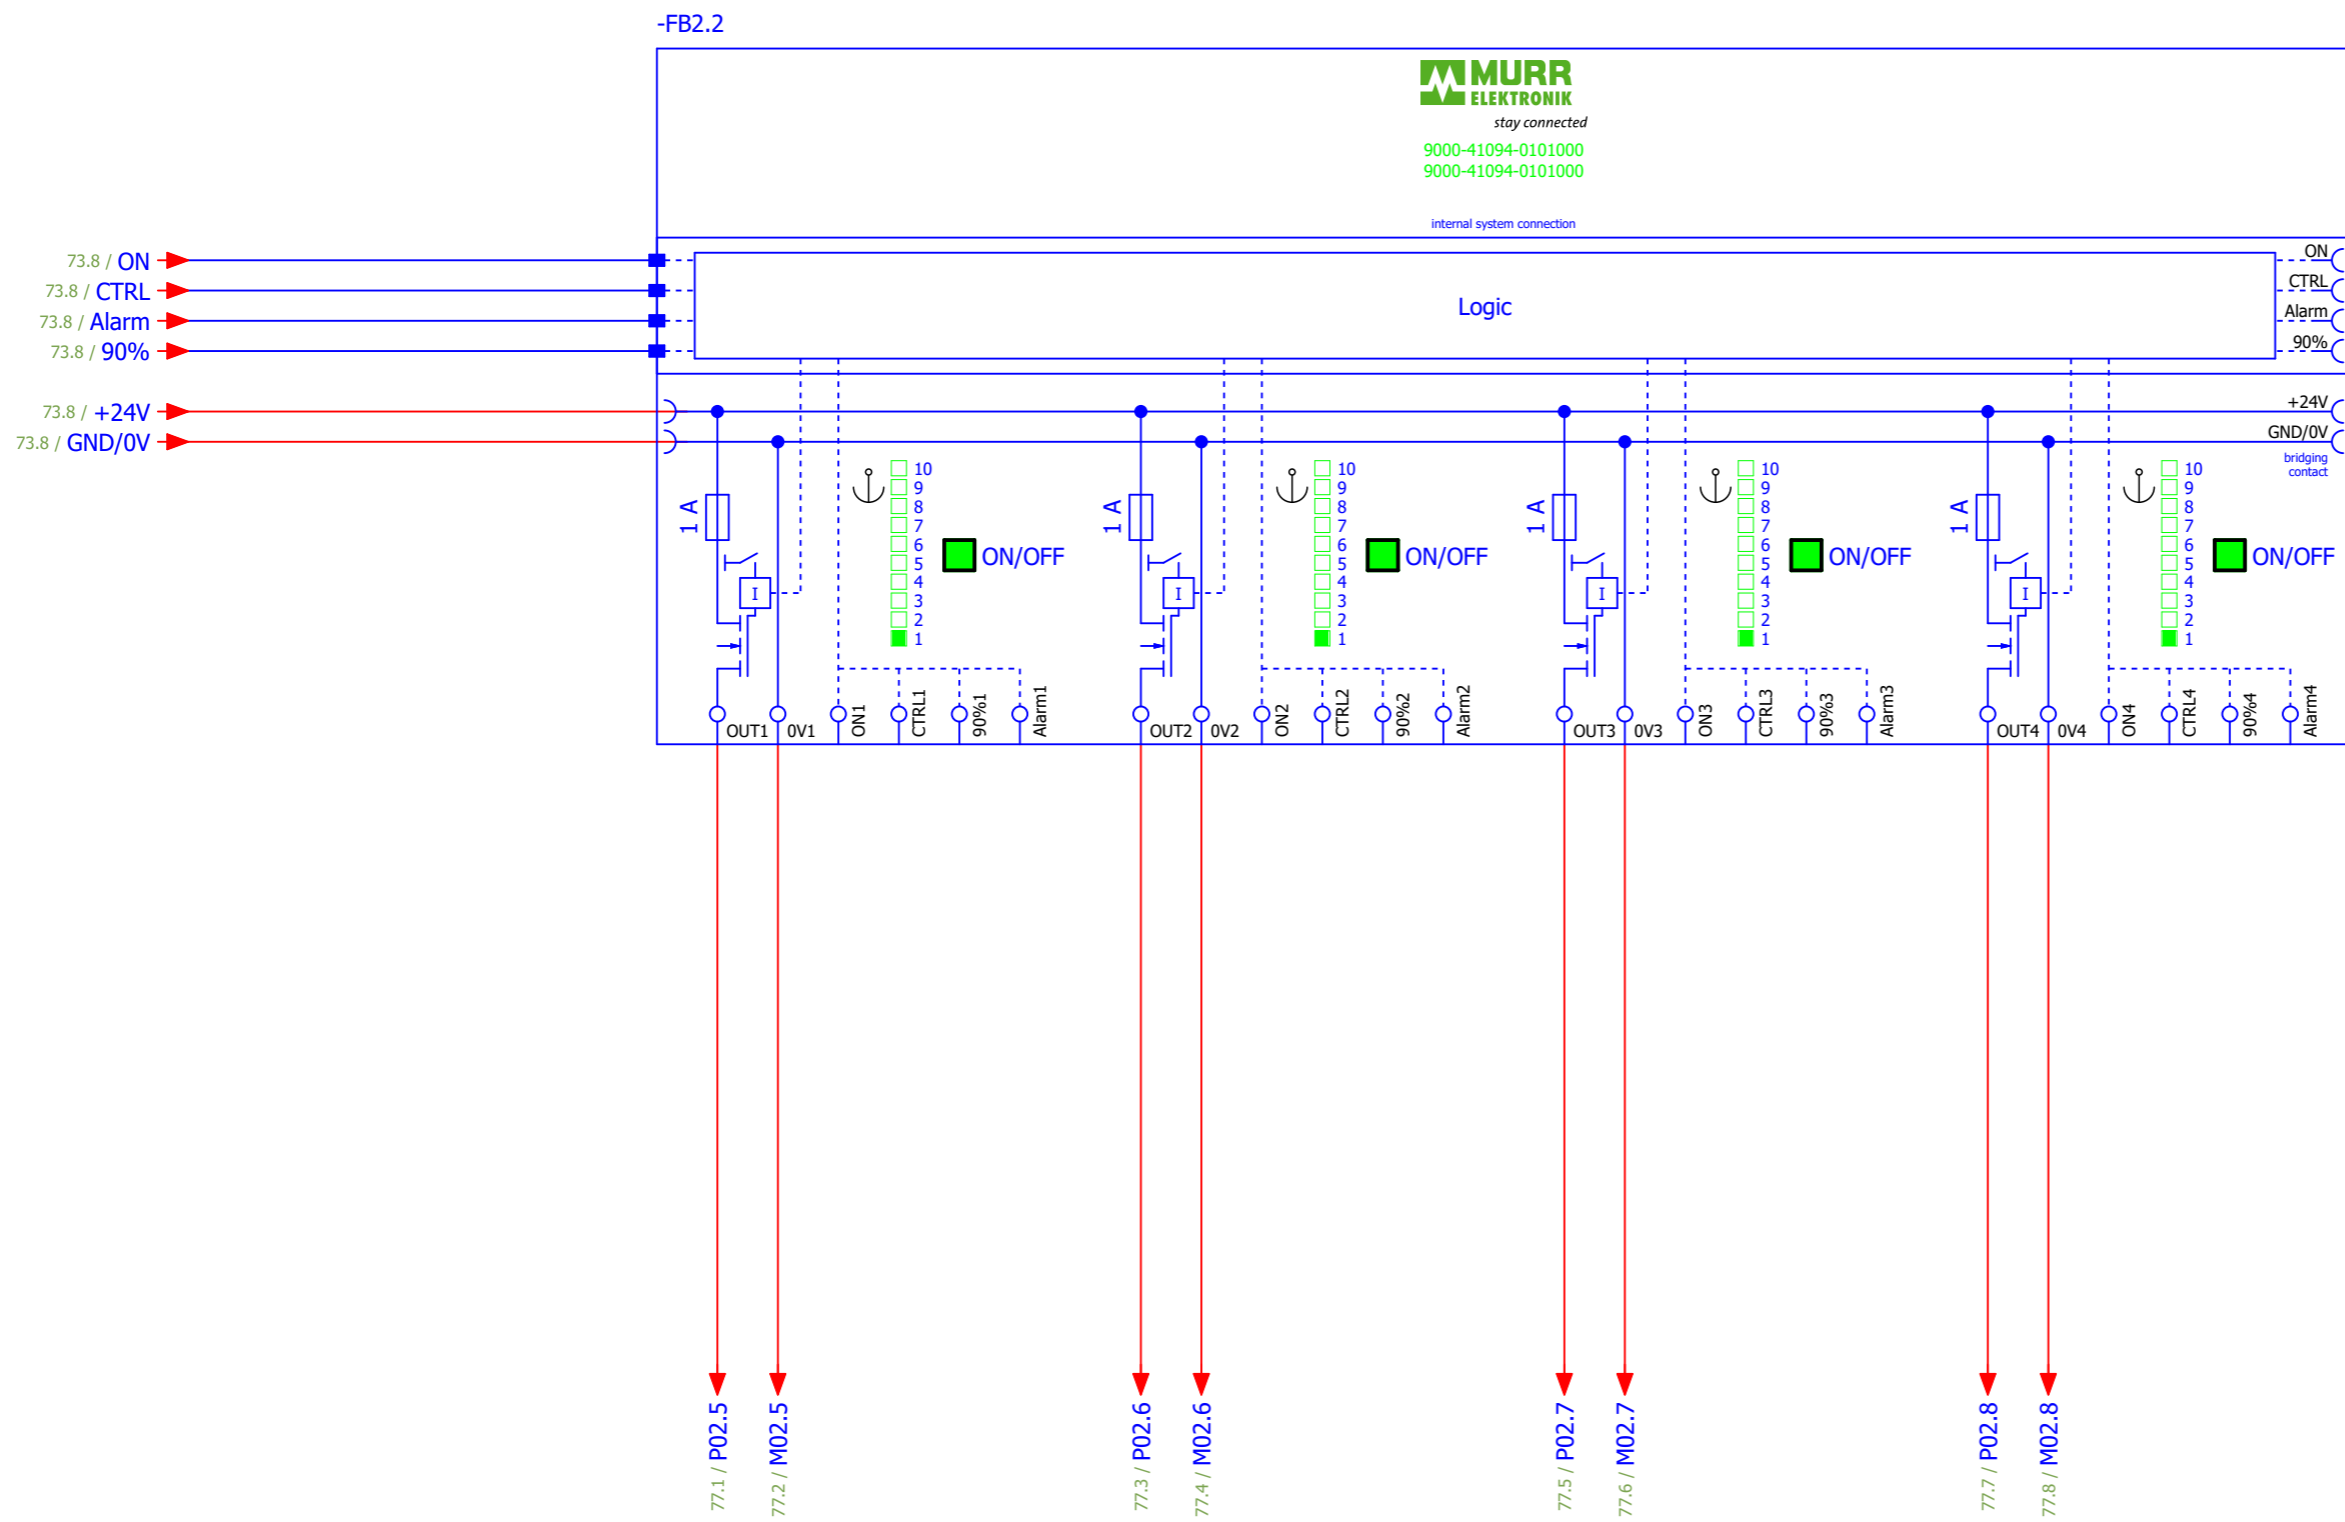 -FB2.2
MURR
ELEKTRONIK
stay connected
9000-41094-0101000
9000-41094-0101000
internal system connection
73.8 / ON
73.8 / CTRL
73.8 / Alarm
73.8 / 90%
Logic
ON
CTRL
Alarm
90%
73.8 / +24V
73.8 / GND/0V
+24V
GND/0V
bridging
contact
1 A
I
10
9
8
7
6
5
4
3
2
1
ON/OFF
OUT1
0V1
ON1
CTRL1
90%1
Alarm1
1 A
I
10
9
8
7
6
5
4
3
2
1
ON/OFF
OUT2
0V2
ON2
CTRL2
90%2
Alarm2
1 A
I
10
9
8
7
6
5
4
3
2
1
ON/OFF
OUT3
0V3
ON3
CTRL3
90%3
Alarm3
1 A
I
10
9
8
7
6
5
4
3
2
1
ON/OFF
OUT4
0V4
ON4
CTRL4
90%4
Alarm4
77.1 / P02.5
77.2 / M02.5
77.3 / P02.6
77.4 / M02.6
77.5 / P02.7
77.6 / M02.7
77.7 / P02.8
77.8 / M02.8